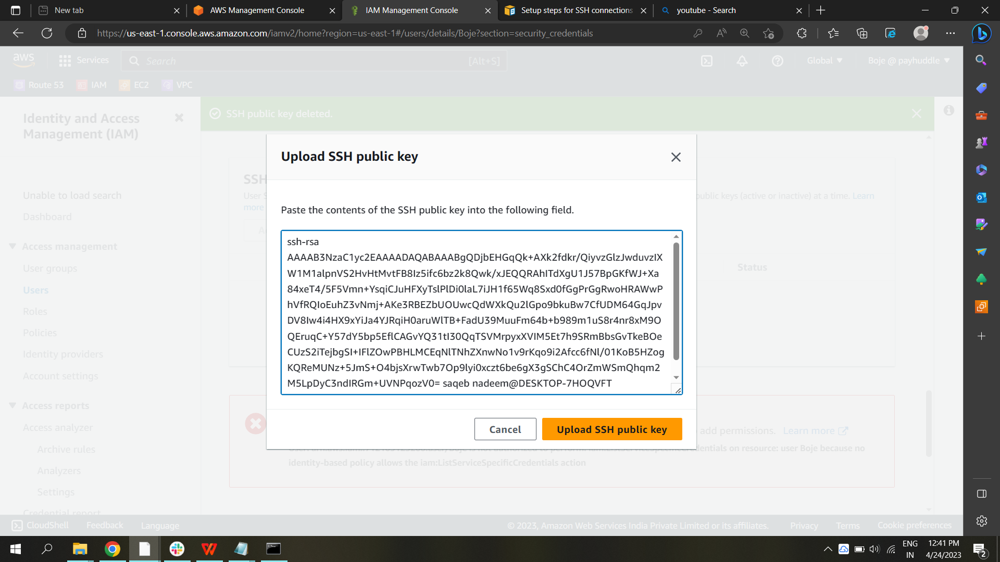 New tab
AWS Management Console
IAM Management Console
Setup steps for SSH connections
youtube - Search
https://us-east-1.console.aws.amazon.com/iamv2/home?region=us-east-1#/users/details/Boje?section=security_credentials
aws
Services
Search
[Alt+S]
Global
Boje @ payhuddle
Route 53
IAM
EC2
VPC
Identity and Access
Management (IAM)
SSH public key deleted.
Unable to load search
Dashboard
Access management
User groups
Users
Roles
Policies
Identity providers
Account settings
Access reports
Access analyzer
Archive rules
Analyzers
Settings
Credential report
SSH
User
public keys (active or inactive) at a time. Learn
more
Status
Upload SSH public key
Paste the contents of the SSH public key into the following field.
ssh-rsa
AAAAB3NzaC1yc2EAAAADAQABAAABgQDjbEHGqQk+AXk2fdkr/QiyvzGlzJwduvzIX
W1M1alpnVS2HvHtMvtFB8Iz5ifc6bz2k8Qwk/xJEQQRAhITdXgU1J57BpGKfWJ+Xa
84xeT4/5F5Vmn+YsqiCJuHFXyTslPlDi0laL7iJH1f65Wq8Sxd0fGgPrGgRwoHRAWwP
hVfRQIoEuhZ3vNmj+AKe3RBEZbUOUwcQdWXkQu2lGpo9bkuBw7CfUDM64GqJpv
DV8Iw4i4HX9xYiJa4YJRqiH0aruWlTB+FadU39MuuFm64b+b989m1uS8r4nr8xM9O
QEruqC+Y57dY5bp5EflCAGvYQ31tI30QqTSVMrpyxXVIM5Et7h9SRmBbsGvTkeBOe
CUzS2iTejbgSI+IFlZOwPBHLMCEqNlTNhZXnwNo1v9rKqo9i2Afcc6fNl/01KoB5HZog
KQReMUNz+5JmS+O4bjsXrwTwb7Op9lyi0xczt6be6gX3gSChC4OrZmWSmQhqm2
M5LpDyC3ndIRGm+UVNPqozV0= saqeb nadeem@DESKTOP-7HOQVFT
Cancel
Upload SSH public key
add permissions. Learn more
on resource: user Boje because no
identity-based policy allows the iam:ListServiceSpecificCredentials action
CloudShell
Feedback
Language
© 2023, Amazon Web Services India Private Limited or its affiliates.
Privacy
Terms
Cookie preferences
ENG
IN
12:41 PM
4/24/2023
2